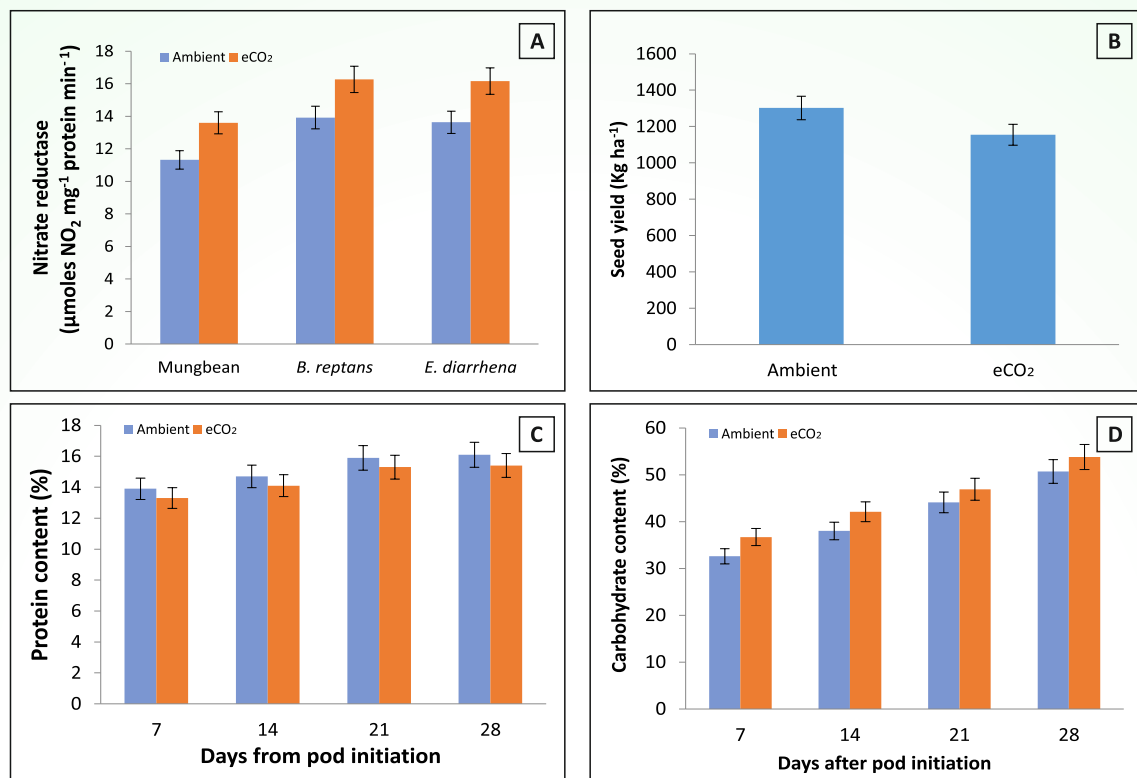 A
Ambient eCO₂
Nitrate reductase
(µmoles NO₂ mg⁻¹ protein min⁻¹)
18
16
14
12
10
8
6
4
2
0
Mungbean B. reptans E. diarrhena
B
Seed yield (Kg ha⁻¹)
1600
1400
1200
1000
800
600
400
200
0
Ambient eCO₂
C
Ambient eCO₂
Protein content (%)
18
16
14
12
10
8
6
4
2
0
7 14 21 28
Days from pod initiation
D
Ambient eCO₂
Carbohydrate content (%)
60
50
40
30
20
10
0
7 14 21 28
Days after pod initiation